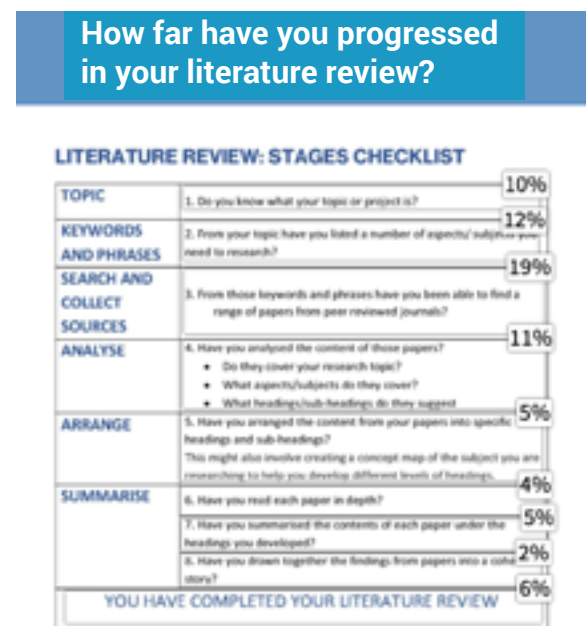 How far have you progressed
in your literature review?
LITERATURE REVIEW: STAGES CHECKLIST
10%
TOPIC
1. Do you know what your topic or project is?
12%
KEYWORDS
AND PHRASES
2. From your topic have you listed a number of aspects/ subjects you
need to research?
19%
SEARCH AND
COLLECT
SOURCES
3. From those keywords and phrases have you been able to find a
range of papers from peer reviewed journals?
11%
ANALYSE
4. Have you analysed the content of those papers?
• Do they cover your research topic?
• What aspects/subjects do they cover?
• What headings/sub-headings do they suggest
5%
ARRANGE
5. Have you arranged the content from your papers into specific
headings and sub-headings?
This might also involve creating a concept map of the subject you are
researching to help you develop different levels of headings.
4%
SUMMARISE
6. Have you read each paper in depth?
5%
7. Have you summarised the contents of each paper under the
headings you developed?
2%
8. Have you drawn together the findings from papers into a
story?
6%
YOU HAVE COMPLETED YOUR LITERATURE REVIEW